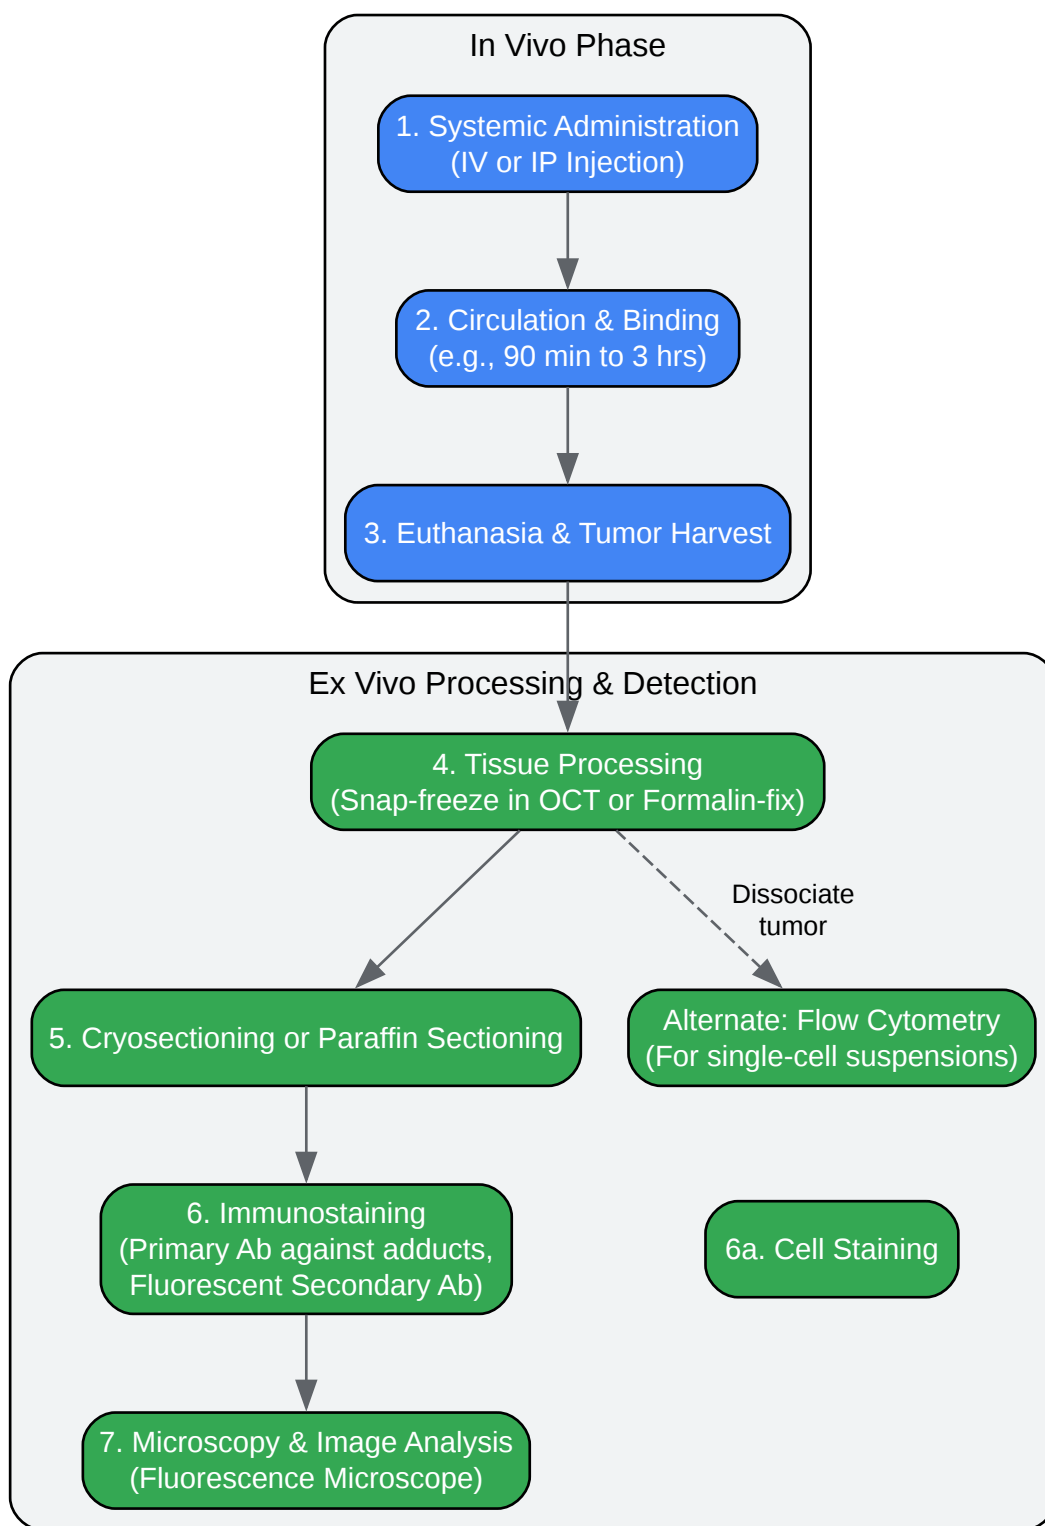 In Vivo Phase
1. Systemic Administration
(IV or IP Injection)
2. Circulation & Binding
(e.g., 90 min to 3 hrs)
3. Euthanasia & Tumor Harvest
Ex Vivo Processing & Detection
4. Tissue Processing
(Snap-freeze in OCT or Formalin-fix)
Dissociate
tumor
5. Cryosectioning or Paraffin Sectioning
Alternate: Flow Cytometry
(For single-cell suspensions)
6. Immunostaining
(Primary Ab against adducts,
Fluorescent Secondary Ab)
6a. Cell Staining
7. Microscopy & Image Analysis
(Fluorescence Microscope)